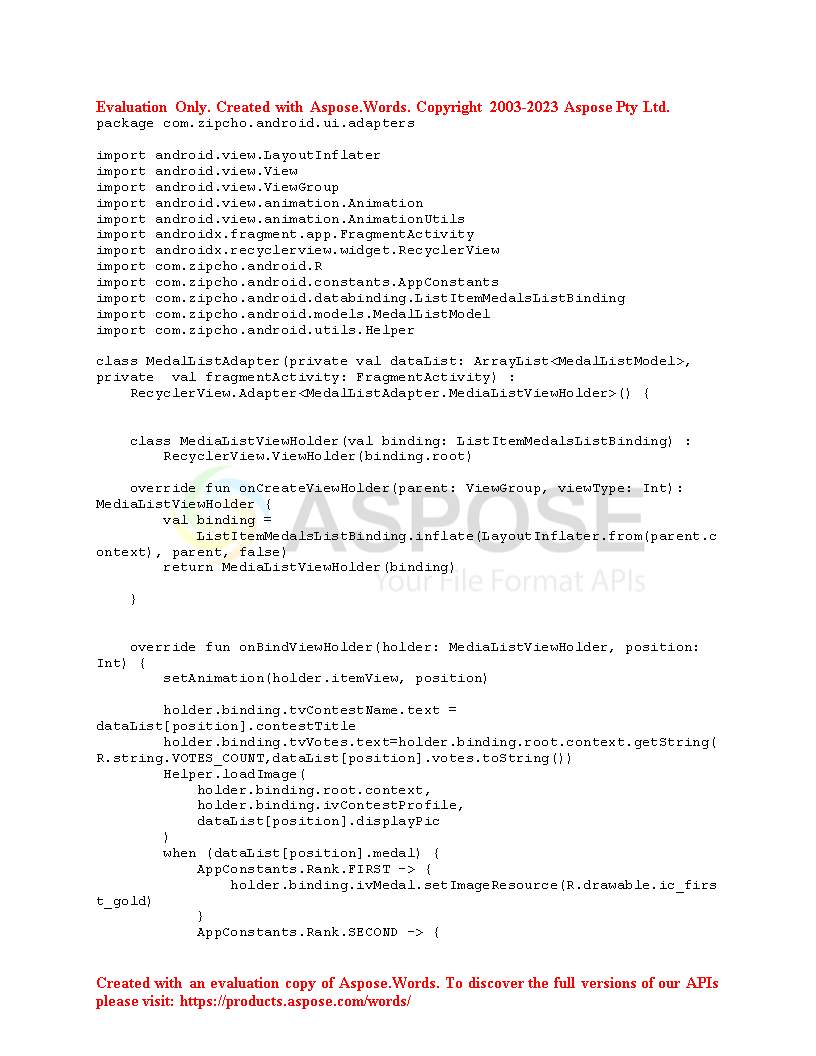 Evaluation Only. Created with Aspose.Words. Copyright 2003-2023 Aspose Pty Ltd.
package com.zipcho.android.ui.adapters

import android.view.LayoutInflater
import android.view.View
import android.view.ViewGroup
import android.view.animation.Animation
import android.view.animation.AnimationUtils
import androidx.fragment.app.FragmentActivity
import androidx.recyclerview.widget.RecyclerView
import com.zipcho.android.R
import com.zipcho.android.constants.AppConstants
import com.zipcho.android.databinding.ListItemMedalsListBinding
import com.zipcho.android.models.MedalListModel
import com.zipcho.android.utils.Helper

class MedalListAdapter(private val dataList: ArrayList<MedalListModel>,
private  val fragmentActivity: FragmentActivity) :
    RecyclerView.Adapter<MedalListAdapter.MediaListViewHolder>() {


    class MediaListViewHolder(val binding: ListItemMedalsListBinding) :
        RecyclerView.ViewHolder(binding.root)

    override fun onCreateViewHolder(parent: ViewGroup, viewType: Int):
MediaListViewHolder {
        val binding =
            ListItemMedalsListBinding.inflate(LayoutInflater.from(parent.c
ontext), parent, false)
        return MediaListViewHolder(binding)

    }
ASPOSE
Your File Format APIs


    override fun onBindViewHolder(holder: MediaListViewHolder, position:
Int) {
        setAnimation(holder.itemView, position)

        holder.binding.tvContestName.text =
dataList[position].contestTitle
        holder.binding.tvVotes.text=holder.binding.root.context.getString(
R.string.VOTES_COUNT,dataList[position].votes.toString())
        Helper.loadImage(
            holder.binding.root.context,
            holder.binding.ivContestProfile,
            dataList[position].displayPic
        )
        when (dataList[position].medal) {
            AppConstants.Rank.FIRST -> {
                holder.binding.ivMedal.setImageResource(R.drawable.ic_firs
t_gold)
            }
            AppConstants.Rank.SECOND -> {

Created with an evaluation copy of Aspose.Words. To discover the full versions of our APIs
please visit: https://products.aspose.com/words/